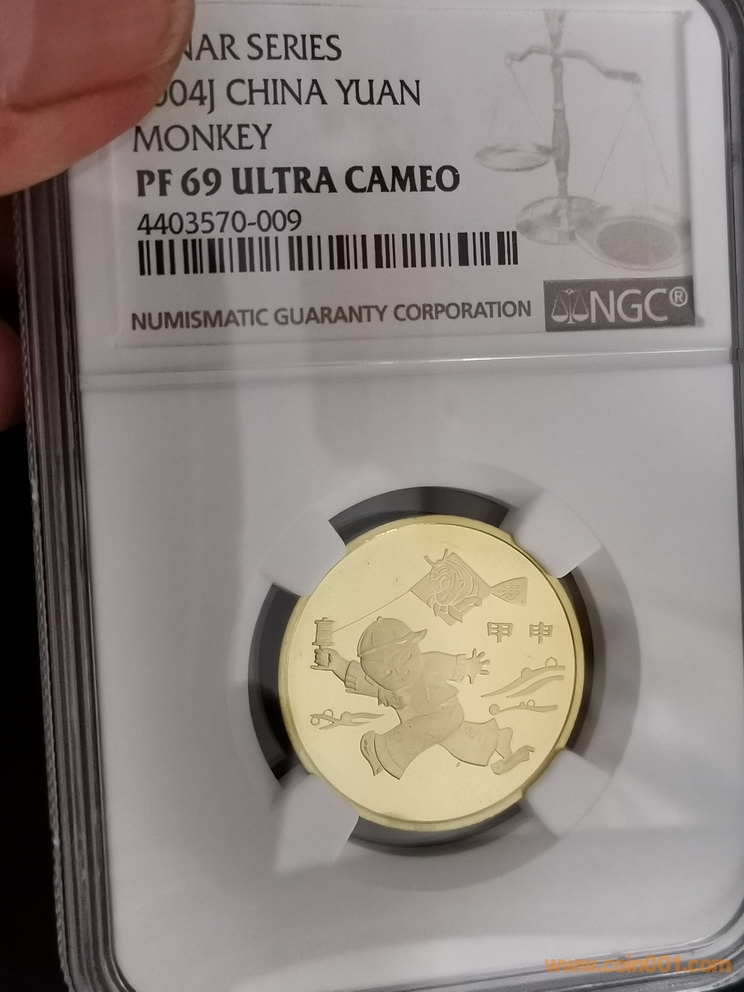 NAR SERIES
004J CHINA YUAN
MONKEY
PF 69 ULTRA CAMEO
4403570-009
NUMISMATIC GUARANTY CORPORATION
NGC®
甲申
www.coin001.com